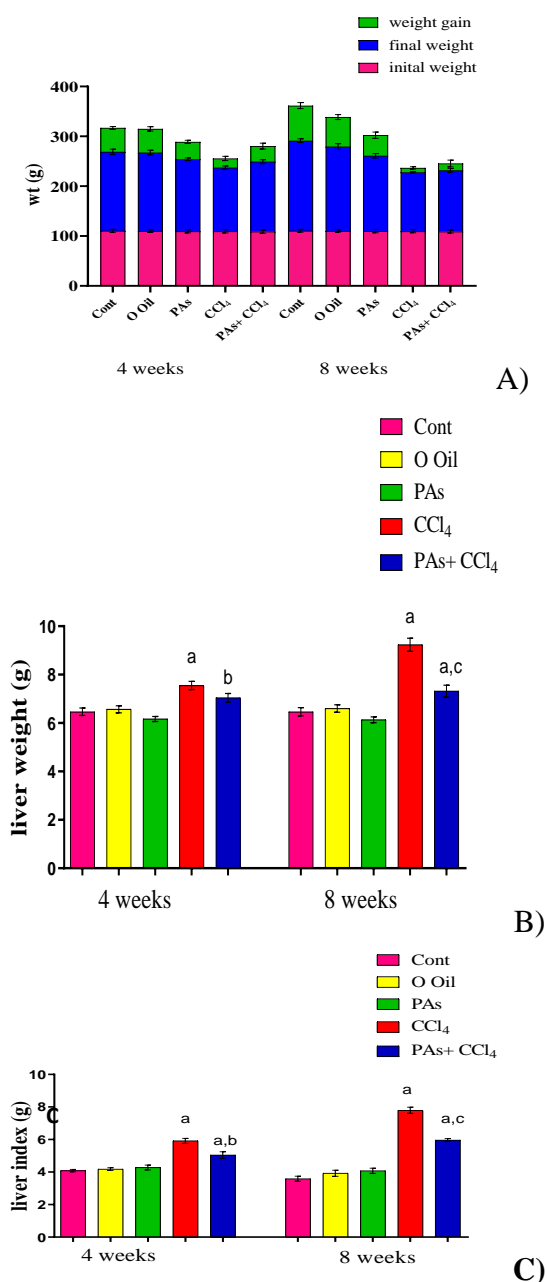 weight gain
final weight
inital weight
400
300
200
100
0
wt (g)
Cont
O Oil
PAs
CCl₄
PAs+ CCl₄
Cont
O Oil
PAs
CCl₄
PAs+ CCl₄
4 weeks
8 weeks
A)
Cont
O Oil
PAs
CCl₄
PAs+ CCl₄
10
8
6
4
2
0
liver weight (g)
a
b
a
a,c
4 weeks
8 weeks
B)
Cont
O Oil
PAs
CCl₄
PAs+ CCl₄
10
8
6
4
2
0
C
liver index (g)
a
a,b
a
a,c
4 weeks
8 weeks
C)